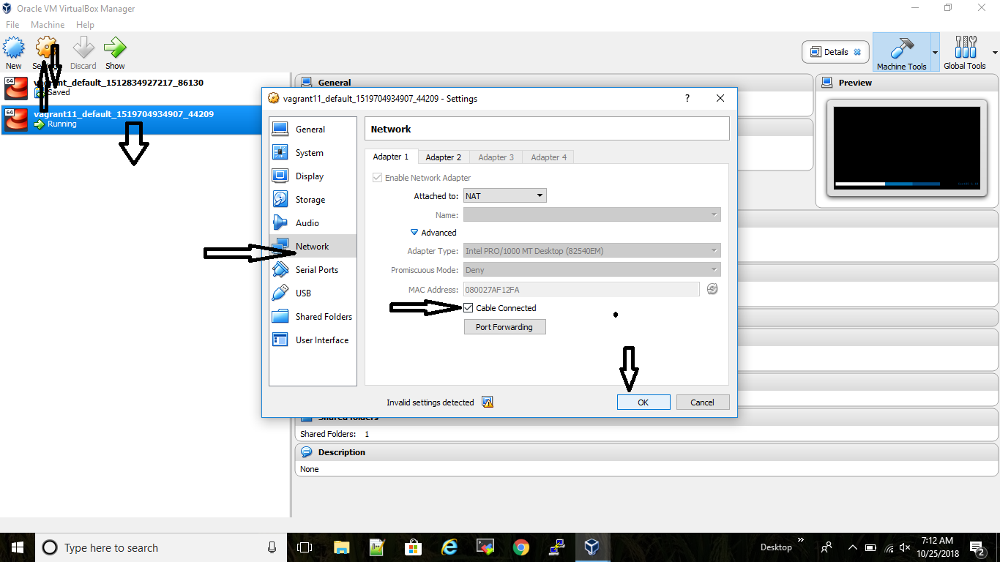 Oracle VM VirtualBox Manager
File Machine Help
New Discard Show
Details Machine Tools Global Tools
64 vagrant_default_1512834927217_86130
Saved
64 vagrant11_default_1519704934907_44209
Running
General
Preview
vagrant11_default_1519704934907_44209 - Settings ?
General
System
Display
Storage
Audio
Network
Serial Ports
USB
Shared Folders
User Interface
Network
Adapter 1 Adapter 2 Adapter 3 Adapter 4
Enable Network Adapter
Attached to: NAT
Name:
Advanced
Adapter Type: Intel PRO/1000 MT Desktop (82540EM)
Promiscuous Mode: Deny
MAC Address: 080027AF12FA
Cable Connected
Port Forwarding
Invalid settings detected OK Cancel
Shared folders
Shared Folders: 1
Description
None
Type here to search
Desktop
7:12 AM
10/25/2018
2